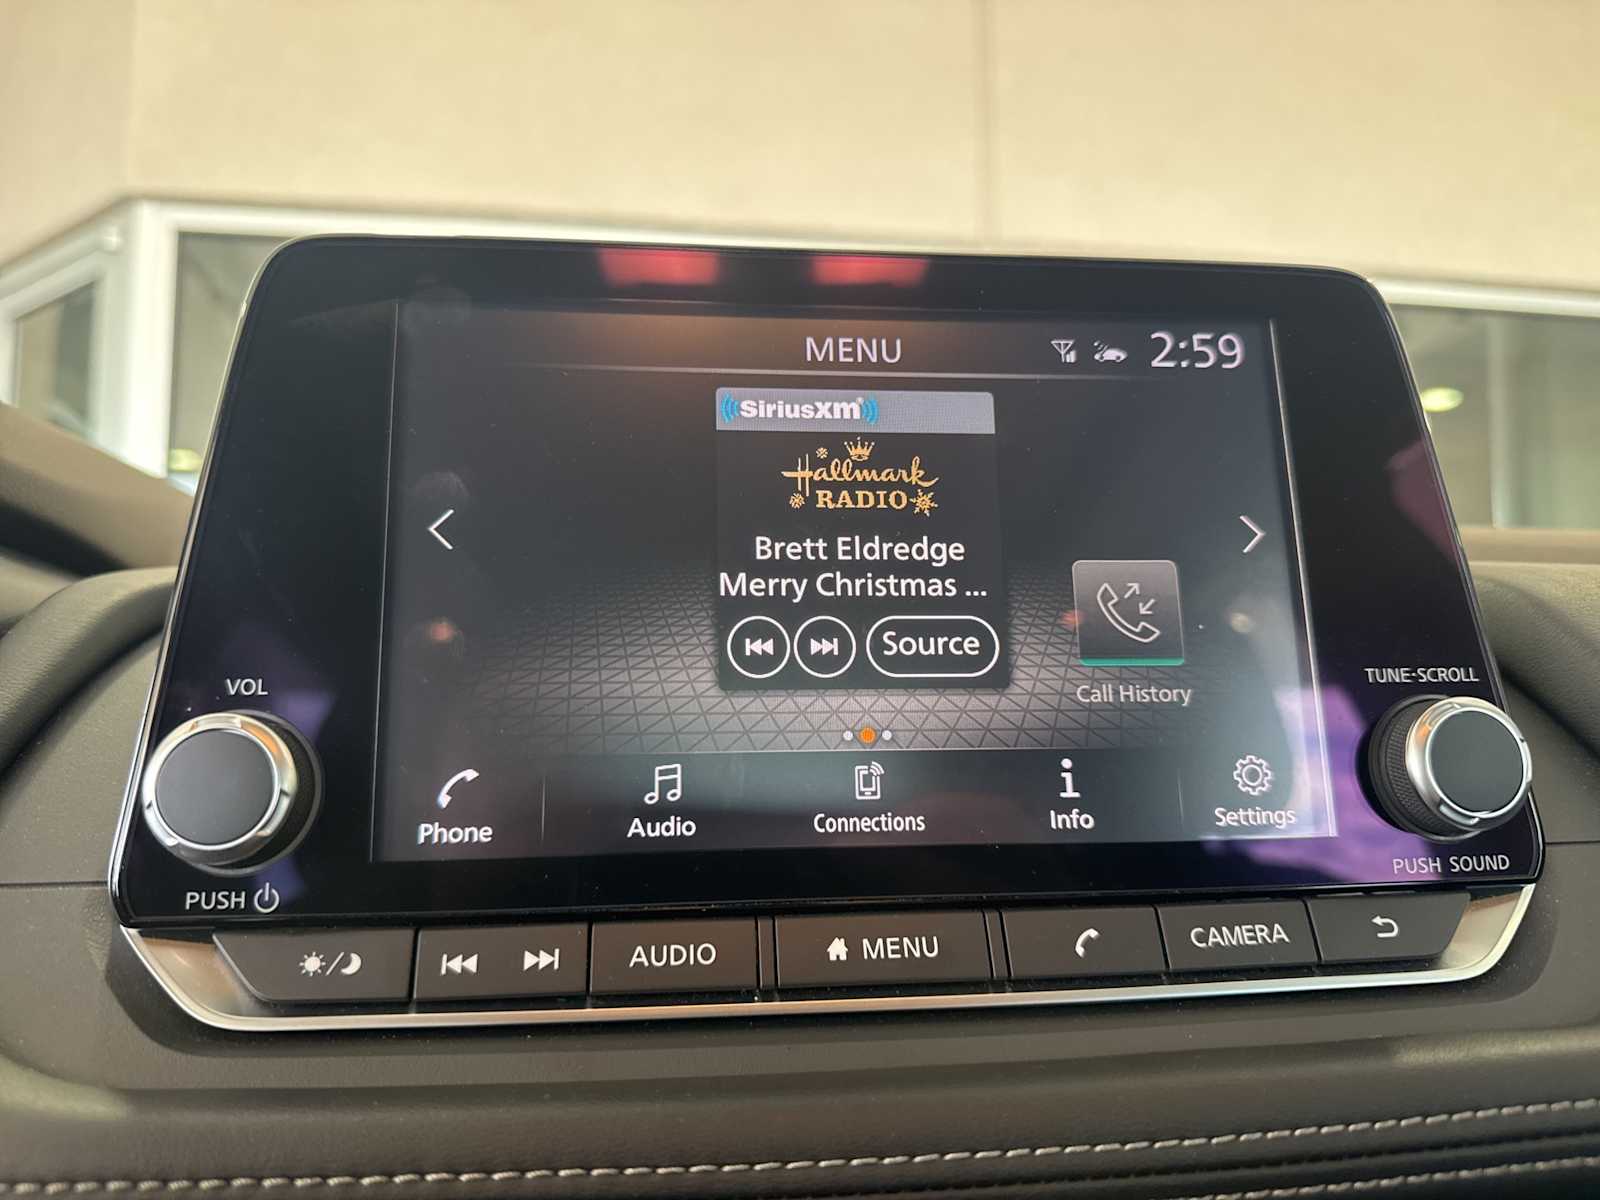 MENU
2:59
SiriusXM
Hallmark
RADIO
Brett Eldredge
Merry Christmas ...
Source
Call History
Phone
Audio
Connections
Info
Settings
VOL
PUSH
TUNE·SCROLL
PUSH SOUND
AUDIO
MENU
CAMERA